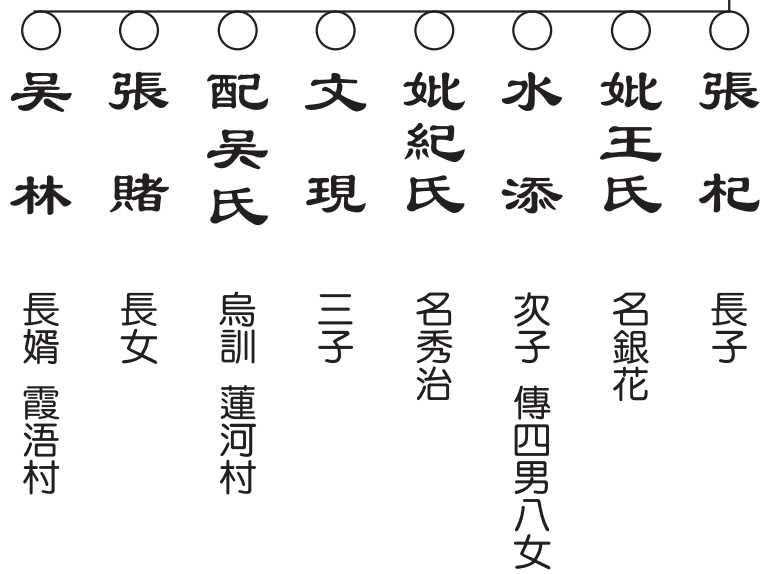 張杞 長子
妣王氏 名銀花
水添 次子 傳四男八女
妣紀氏 名秀治
文現 三子
配吳氏 烏訓 蓮河村
張賭 長女
吴林 長婿 霞浯村